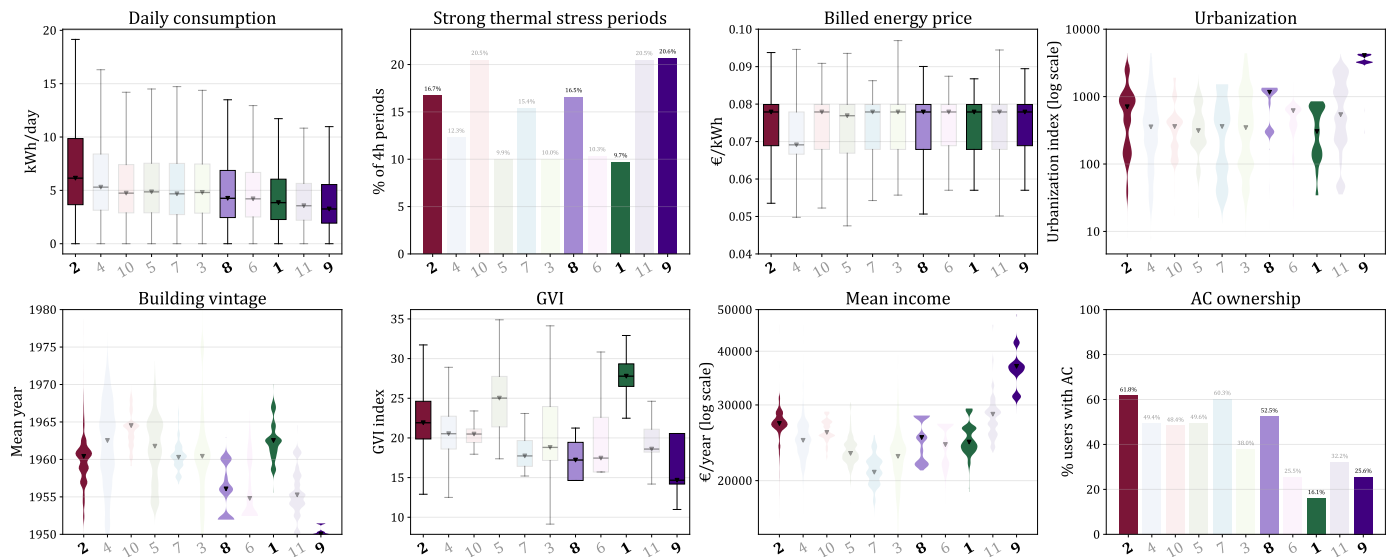 Daily consumption
kWh/day
20
15
10
5
0
2 4 10 5 7 3 8 6 1 11 9
Strong thermal stress periods
% of 4h periods
20
15
10
5
0
16.7% 12.3% 20.5% 9.9% 15.4% 10.0% 16.5% 10.3% 9.7% 20.5% 20.6%
2 4 10 5 7 3 8 6 1 11 9
Billed energy price
€/kWh
0.10
0.09
0.08
0.07
0.06
0.05
0.04
2 4 10 5 7 3 8 6 1 11 9
Urbanization
Urbanization index (log scale)
10000
1000
100
10
2 4 10 5 7 3 8 6 1 11 9
Building vintage
Mean year
1980
1975
1970
1965
1960
1955
1950
2 4 10 5 7 3 8 6 1 11 9
GVI
GVI index
35
30
25
20
15
10
2 4 10 5 7 3 8 6 1 11 9
Mean income
€/year (log scale)
50000
40000
30000
20000
2 4 10 5 7 3 8 6 1 11 9
AC ownership
% users with AC
100
80
60
40
20
0
61.8% 49.4% 48.4% 49.6% 60.3% 38.0% 52.5% 25.5% 16.1% 32.2% 25.6%
2 4 10 5 7 3 8 6 1 11 9